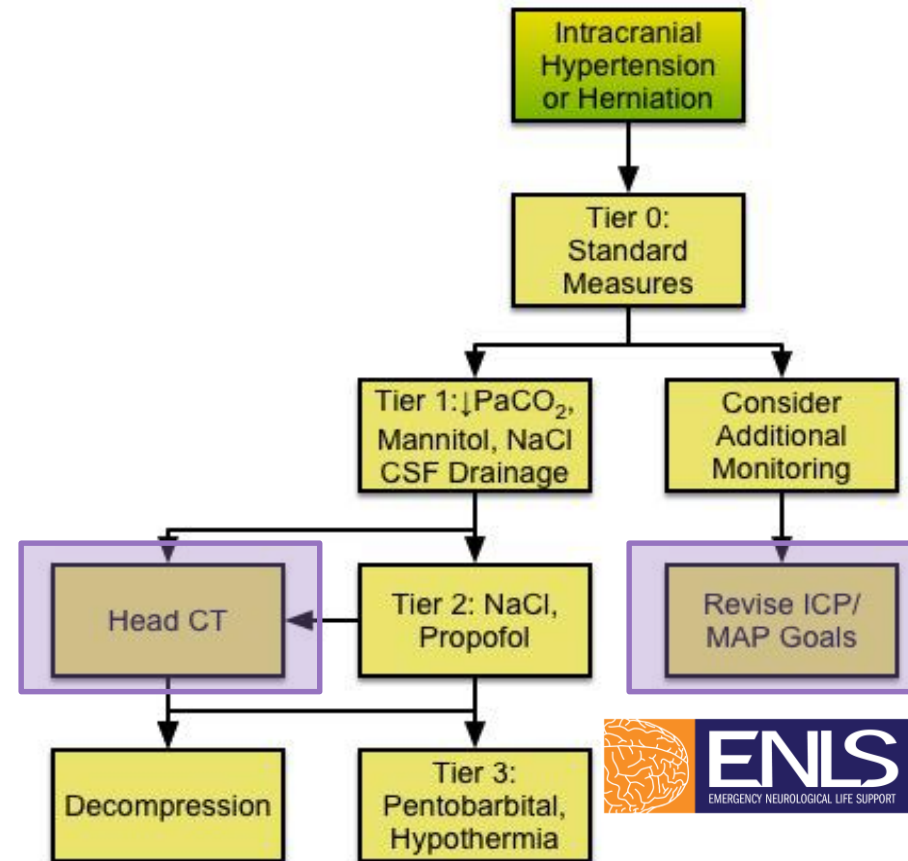 Intracranial
Hypertension
or Herniation
Tier 0:
Standard
Measures
Tier 1:↓PaCO₂,
Mannitol, NaCl
CSF Drainage
Consider
Additional
Monitoring
Head CT
Tier 2: NaCl,
Propofol
Revise ICP/
MAP Goals
Decompression
Tier 3:
Pentobarbital,
Hypothermia
ENLS
EMERGENCY NEUROLOGICAL LIFE SUPPORT